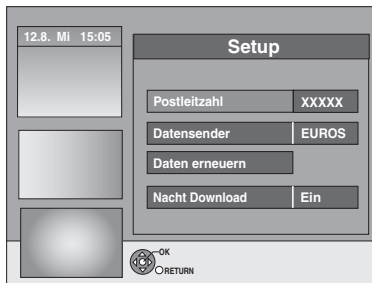 12.8. Mi 15:05
Setup
Postleitzahl XXXXX
Datensender EUROS
Daten erneuern
Nacht Download Ein
OK
RETURN